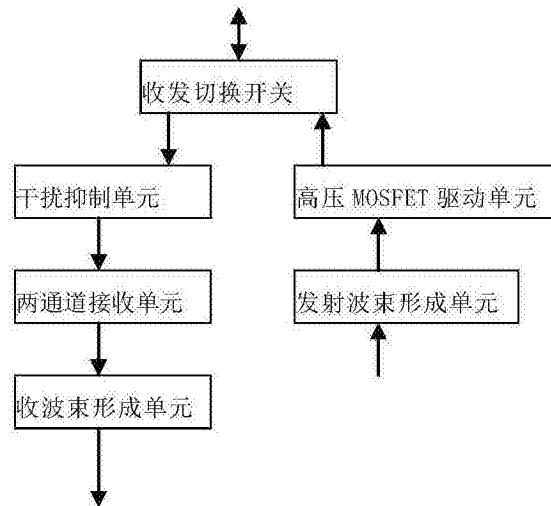 收发切换开关
干扰抑制单元
高压 MOSFET 驱动单元
两通道接收单元
发射波束形成单元
收波束形成单元